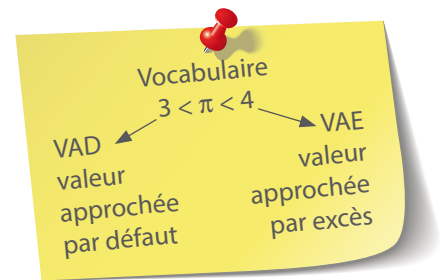 Vocabulaire
3 < π < 4
VAD
valeur
approchée
par défaut
VAE
valeur
approchée
par excès